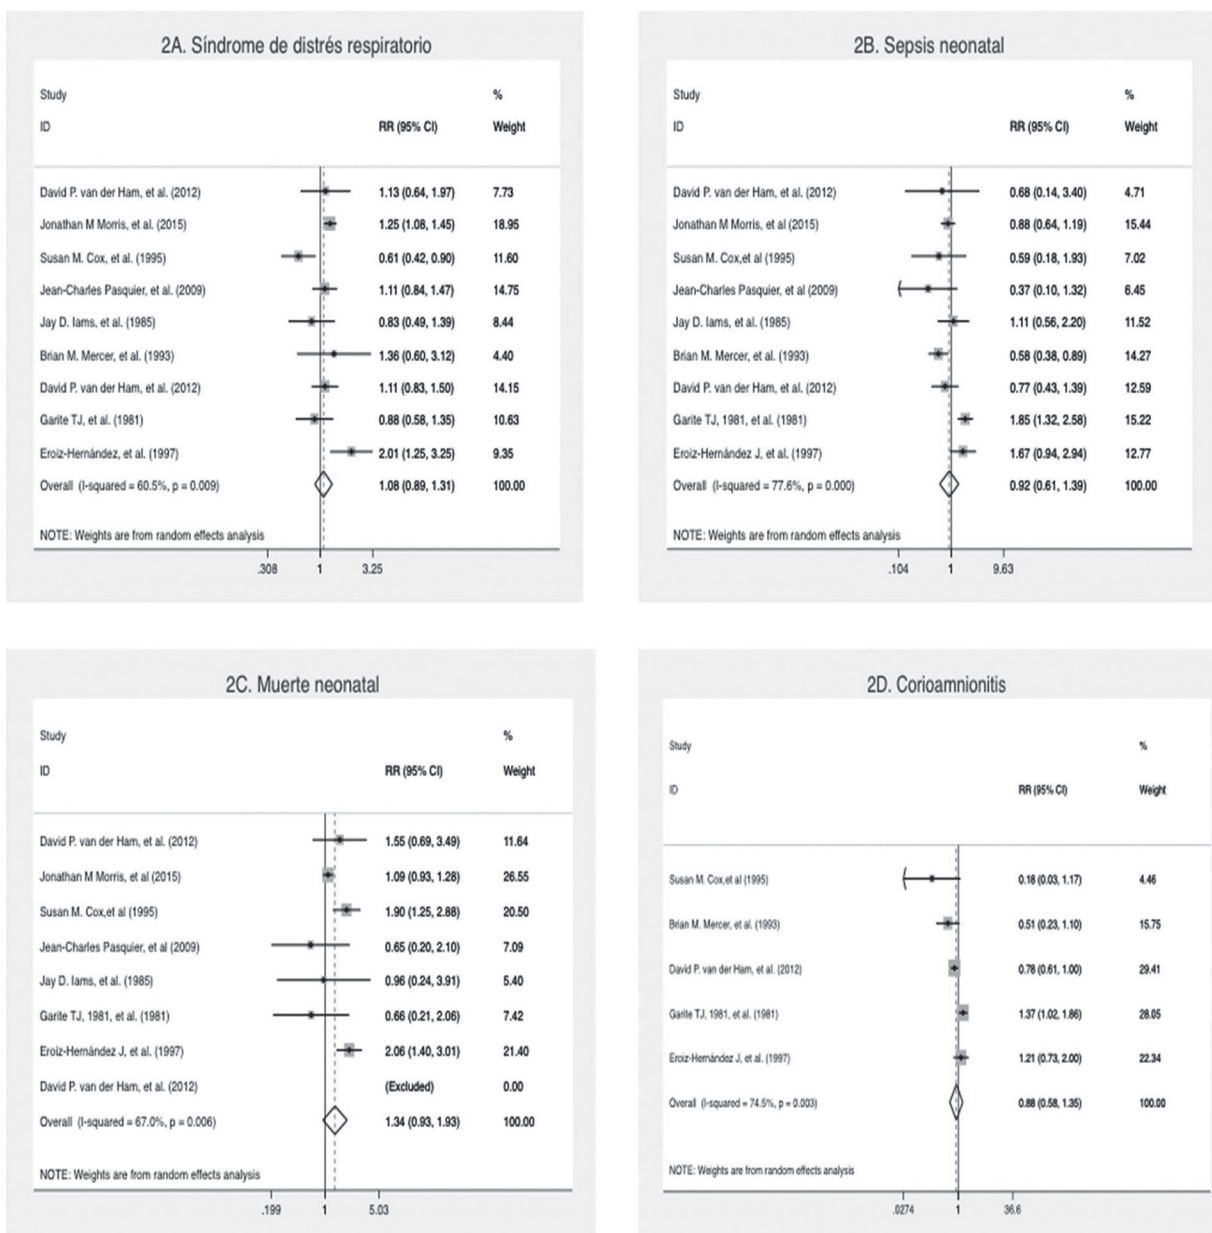 2A. Síndrome de distrés respiratorio
Study %
ID RR (95% CI) Weight
David P. van der Ham, et al. (2012) 1.13 (0.64, 1.97) 7.73
Jonathan M Morris, et al. (2015) 1.25 (1.08, 1.45) 18.95
Susan M. Cox, et al. (1995) 0.61 (0.42, 0.90) 11.60
Jean-Charles Pasquier, et al. (2009) 1.11 (0.84, 1.47) 14.75
Jay D. Iams, et al. (1985) 0.83 (0.49, 1.39) 8.44
Brian M. Mercer, et al. (1993) 1.36 (0.60, 3.12) 4.40
David P. van der Ham, et al. (2012) 1.11 (0.83, 1.50) 14.15
Garite TJ, et al. (1981) 0.88 (0.58, 1.35) 10.63
Eroiz-Hernández, et al. (1997) 2.01 (1.25, 3.25) 9.35
Overall (I-squared = 60.5%, p = 0.009) 1.08 (0.89, 1.31) 100.00
NOTE: Weights are from random effects analysis
.308 1 3.25
2B. Sepsis neonatal
Study %
ID RR (95% CI) Weight
David P. van der Ham, et al. (2012) 0.68 (0.14, 3.40) 4.71
Jonathan M Morris, et al (2015) 0.88 (0.64, 1.19) 15.44
Susan M. Cox,et al (1995) 0.59 (0.18, 1.93) 7.02
Jean-Charles Pasquier, et al (2009) 0.37 (0.10, 1.32) 6.45
Jay D. Iams, et al. (1985) 1.11 (0.56, 2.20) 11.52
Brian M. Mercer, et al. (1993) 0.58 (0.38, 0.89) 14.27
David P. van der Ham, et al. (2012) 0.77 (0.43, 1.39) 12.59
Garite TJ, 1981, et al. (1981) 1.85 (1.32, 2.58) 15.22
Eroiz-Hernández J, et al. (1997) 1.67 (0.94, 2.94) 12.77
Overall (I-squared = 77.6%, p = 0.000) 0.92 (0.61, 1.39) 100.00
NOTE: Weights are from random effects analysis
.104 1 9.63
2C. Muerte neonatal
Study %
ID RR (95% CI) Weight
David P. van der Ham, et al. (2012) 1.55 (0.69, 3.49) 11.64
Jonathan M Morris, et al (2015) 1.09 (0.93, 1.28) 26.55
Susan M. Cox,et al (1995) 1.90 (1.25, 2.88) 20.50
Jean-Charles Pasquier, et al (2009) 0.65 (0.20, 2.10) 7.09
Jay D. Iams, et al. (1985) 0.96 (0.24, 3.91) 5.40
Garite TJ, 1981, et al. (1981) 0.66 (0.21, 2.06) 7.42
Eroiz-Hernández J, et al. (1997) 2.06 (1.40, 3.01) 21.40
David P. van der Ham, et al. (2012) (Excluded) 0.00
Overall (I-squared = 67.0%, p = 0.006) 1.34 (0.93, 1.93) 100.00
NOTE: Weights are from random effects analysis
.199 1 5.03
2D. Corioamnionitis
Study %
ID RR (95% CI) Weight
Susan M. Cox,et al (1995) 0.18 (0.03, 1.17) 4.46
Brian M. Mercer, et al. (1993) 0.51 (0.23, 1.10) 15.75
David P. van der Ham, et al. (2012) 0.78 (0.61, 1.00) 29.41
Garite TJ, 1981, et al. (1981) 1.37 (1.02, 1.86) 28.05
Eroiz-Hernández J, et al. (1997) 1.21 (0.73, 2.00) 22.34
Overall (I-squared = 74.5%, p = 0.003) 0.88 (0.58, 1.35) 100.00
NOTE: Weights are from random effects analysis
.0274 1 36.6